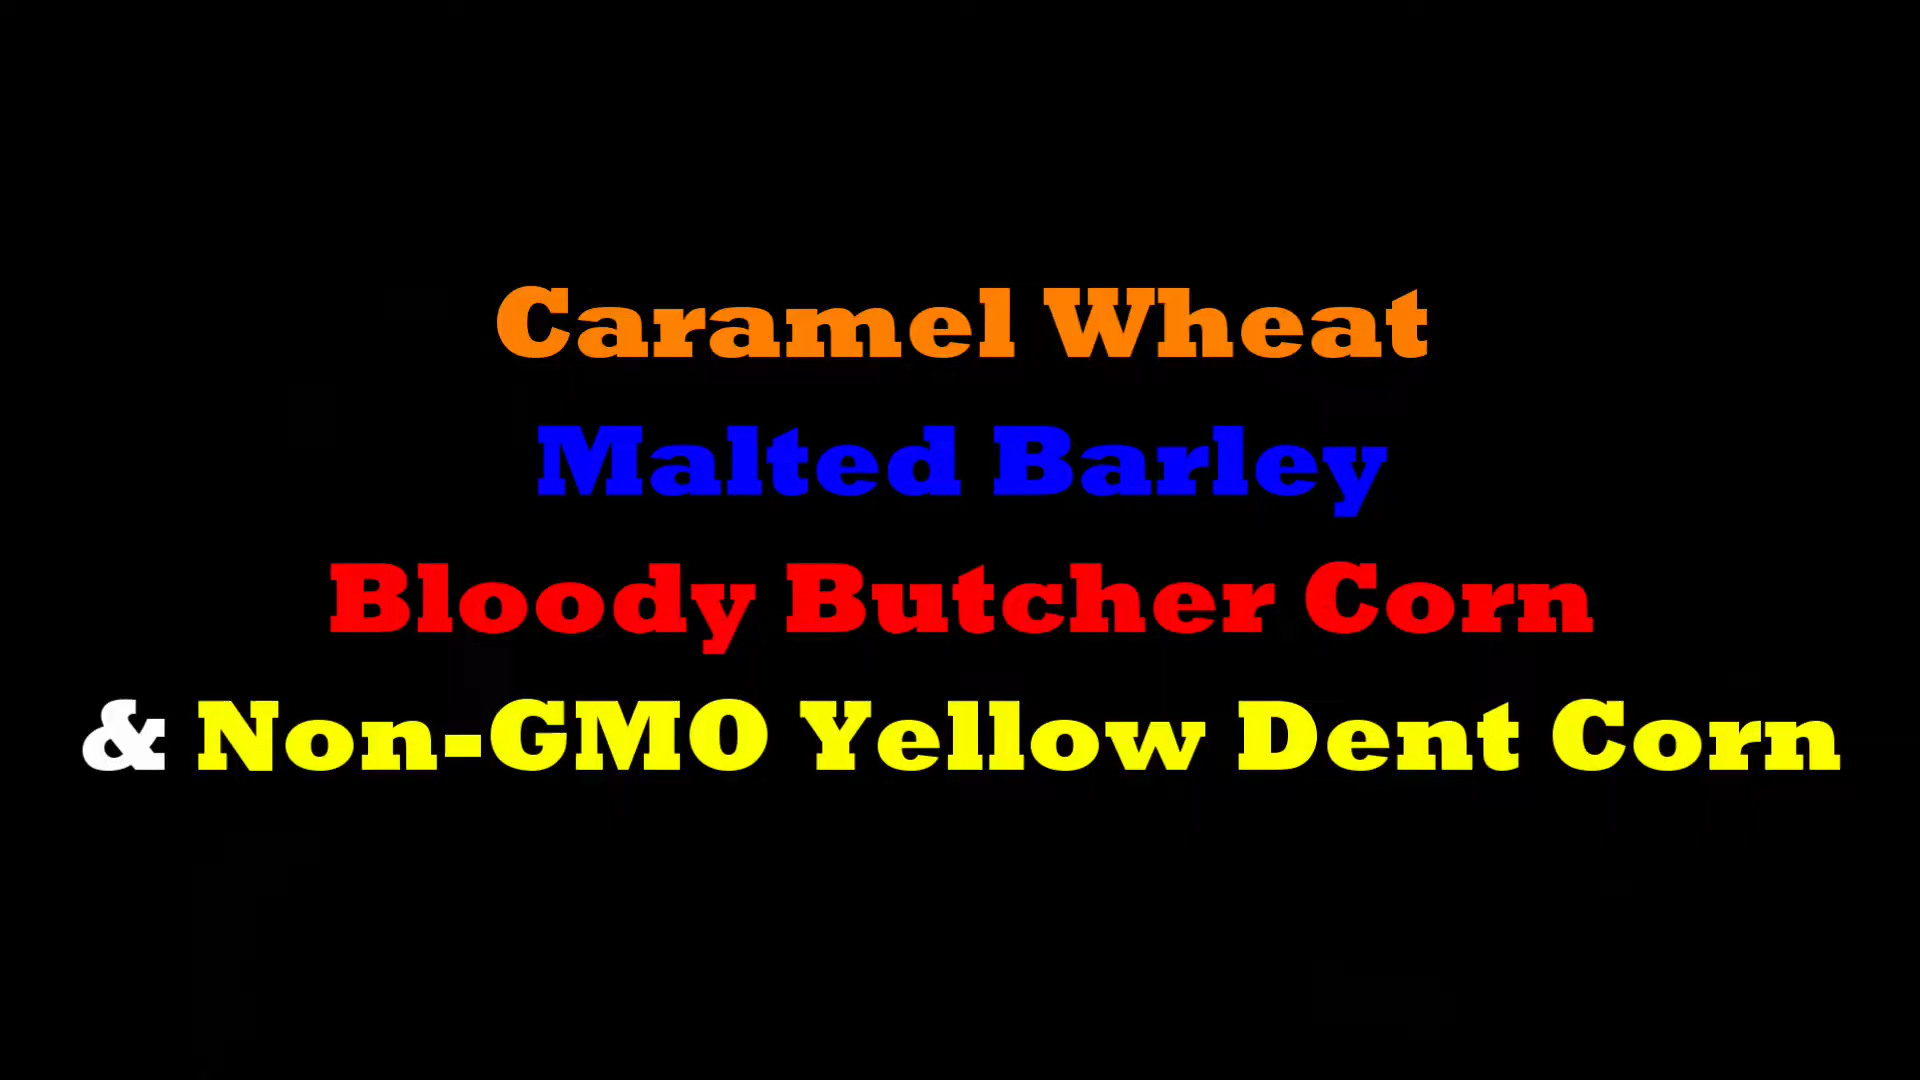 Caramel Wheat
Malted Barley
Bloody Butcher Corn
& Non-GMO Yellow Dent Corn